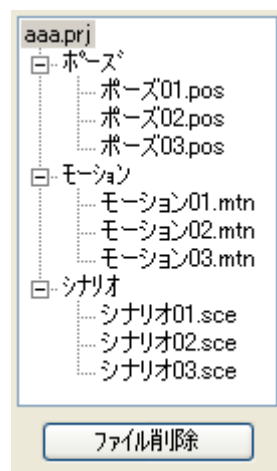 aaa.prj
ﾎﾟｰｽﾞ
ポーズ01.pos
ポーズ02.pos
ポーズ03.pos
ﾓｰｼｮﾝ
モーション01.mtn
モーション02.mtn
モーション03.mtn
ｼﾅﾘｵ
シナリオ01.sce
シナリオ02.sce
シナリオ03.sce
ファイル削除